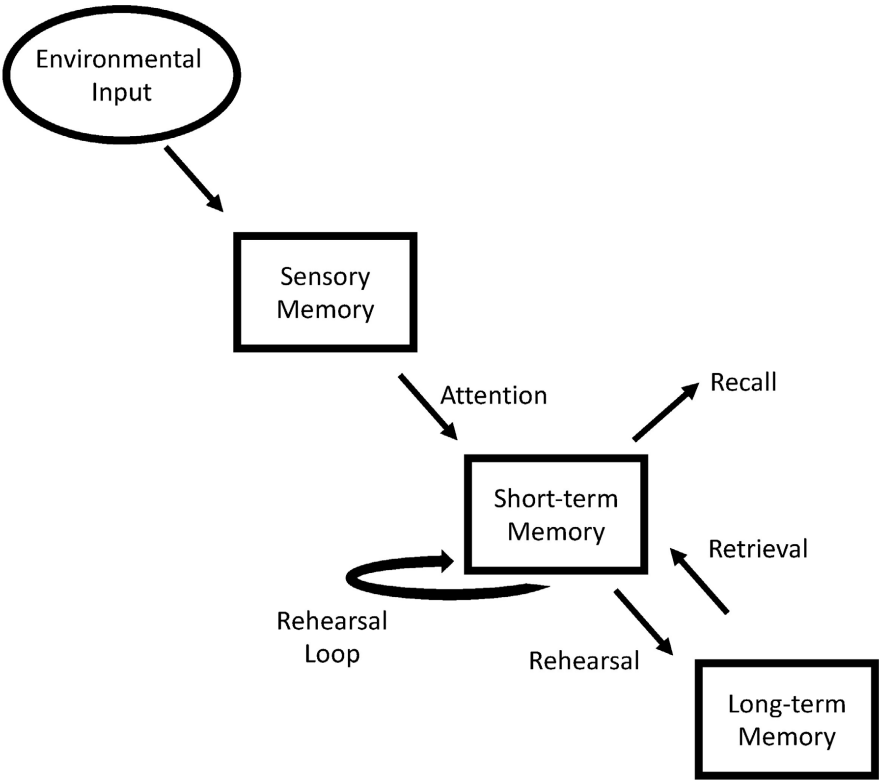 Environmental
Input
Sensory
Memory
Attention
Recall
Short-term
Memory
Retrieval
Rehearsal
Loop
Rehearsal
Long-term
Memory